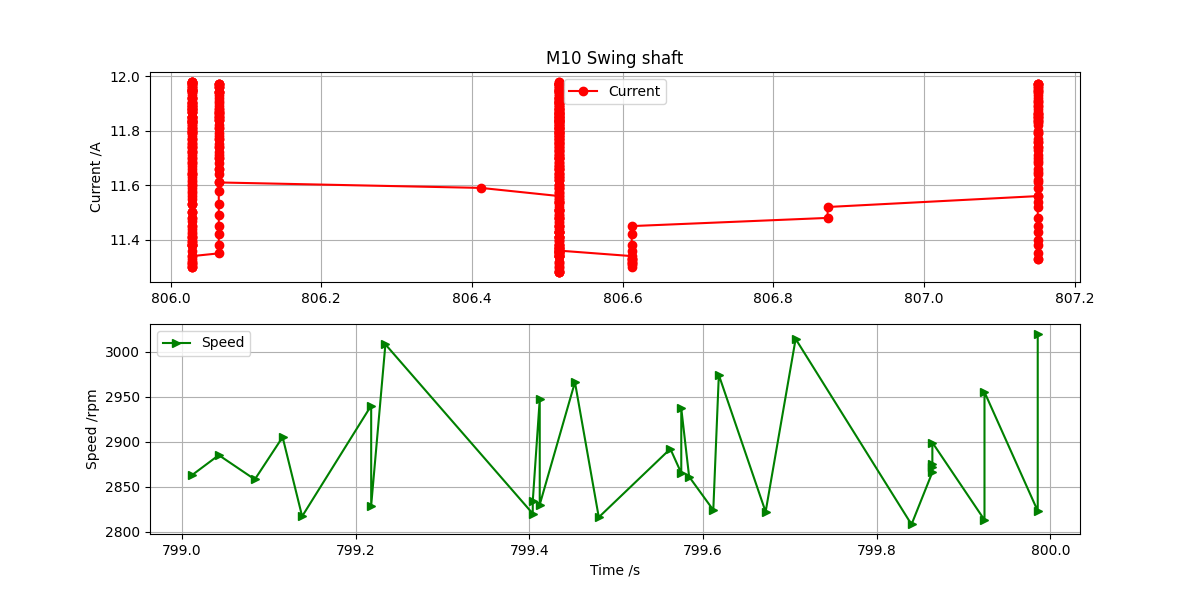 M10 Swing shaft
Current /A
12.0
11.8
11.6
11.4
Current
806.0 806.2 806.4 806.6 806.8 807.0 807.2
Speed /rpm
3000
2950
2900
2850
2800
Speed
799.0 799.2 799.4 799.6 799.8 800.0
Time /s